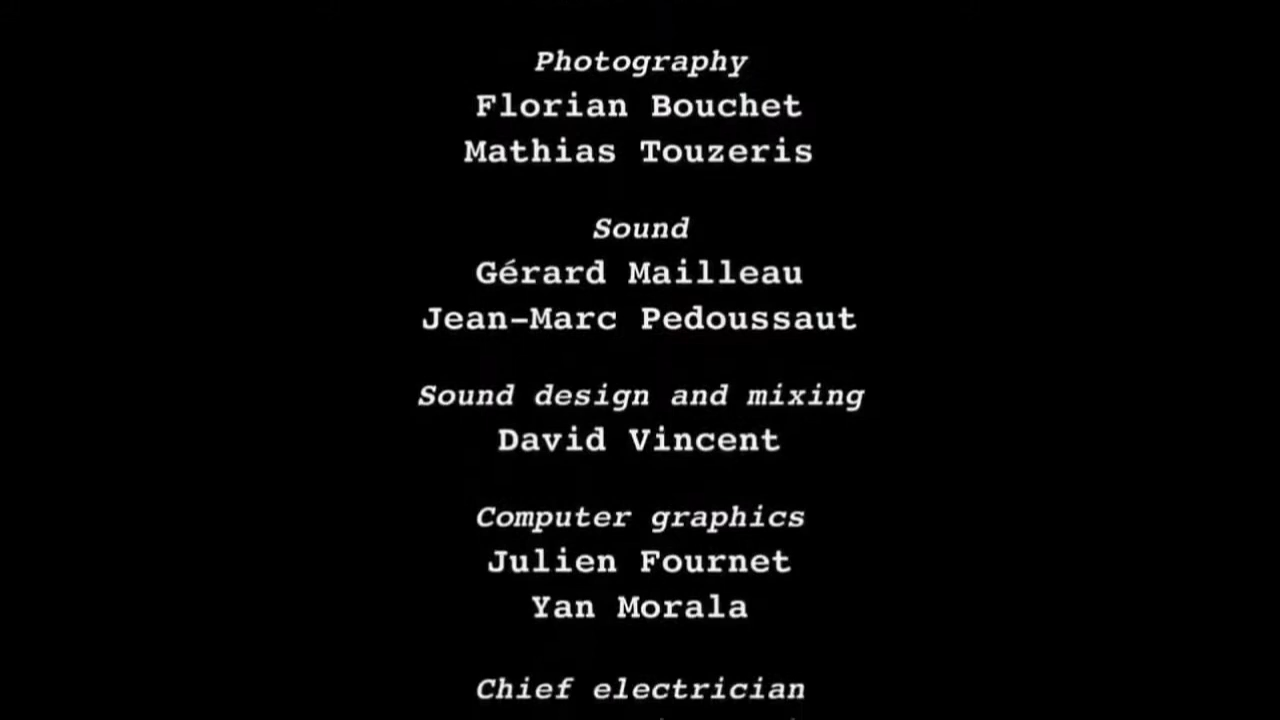 Photography
Florian Bouchet
Mathias Touzeris
Sound
Gérard Mailleau
Jean-Marc Pedoussaut
Sound design and mixing
David Vincent
Computer graphics
Julien Fournet
Yan Morala
Chief electrician